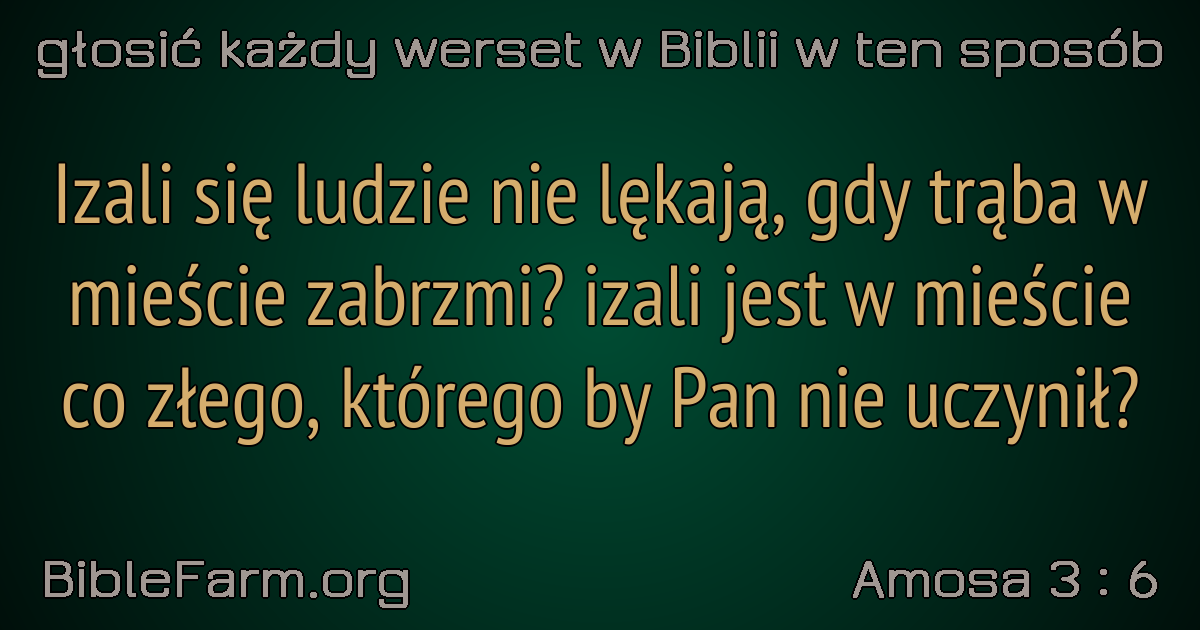 głosić każdy werset w Biblii w ten sposób
Izali się ludzie nie lękają, gdy trąba w
mieście zabrzmi? izali jest w mieście
co złego, którego by Pan nie uczynił?
BibleFarm.org
Amosa 3 : 6